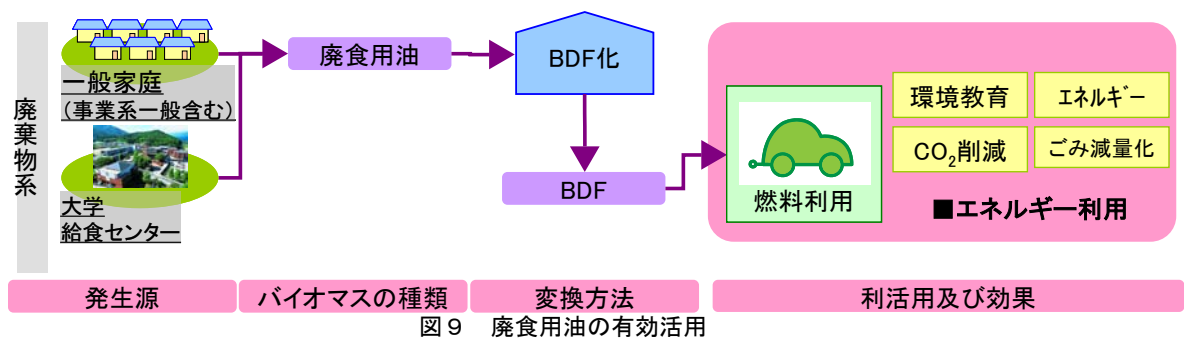 廃棄物系
一般家庭
(事業系一般含む)
大学
給食センター
廃食用油
BDF化
BDF
燃料利用
環境教育
ｴﾈﾙｷﾞｰ
CO₂削減
ごみ減量化
■エネルギー利用
発生源
バイオマスの種類
変換方法
利活用及び効果
図９　廃食用油の有効活用